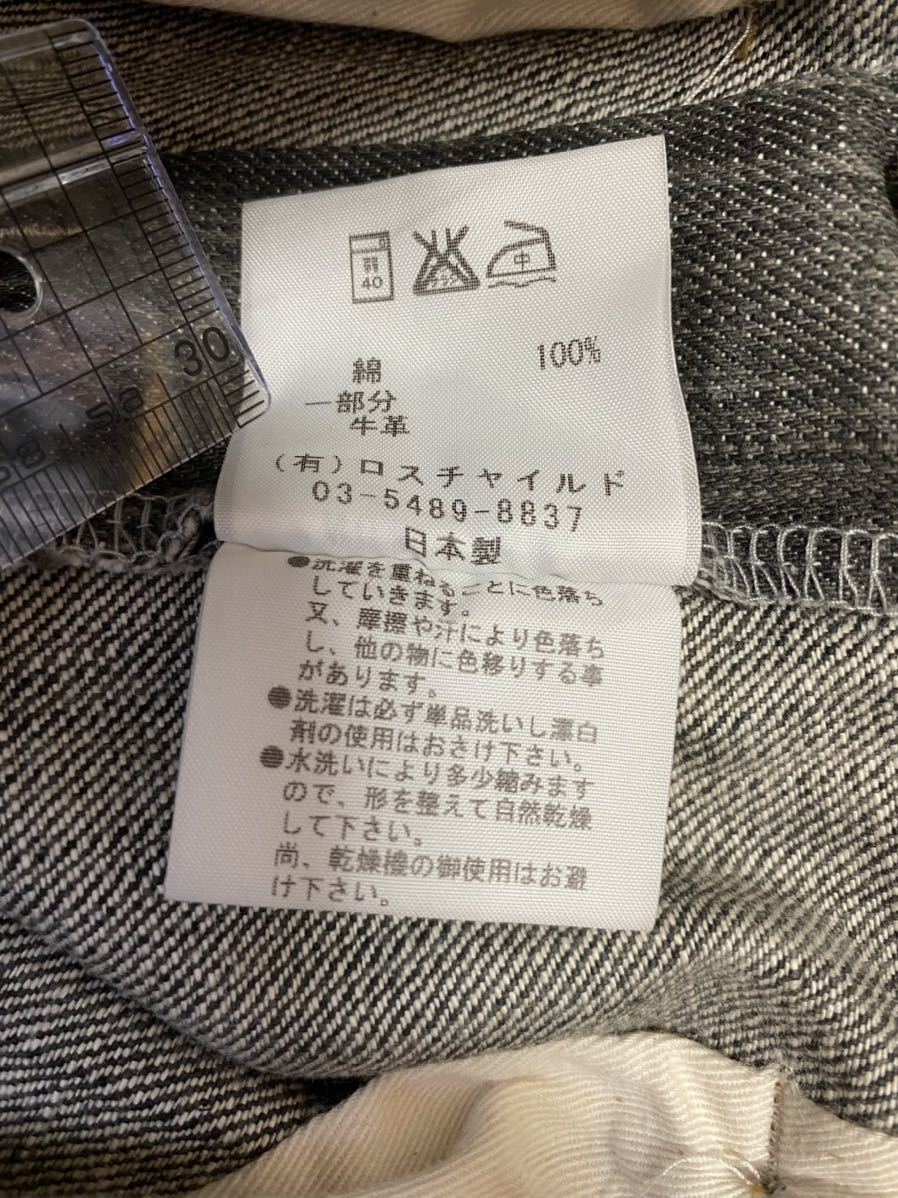 30
弱
40
中
綿 100%
一部分
牛革
(有)ロスチャイルド
03-5489-8837
日本製
●洗濯を重ねるごとに色落ち
していきます。
又、摩擦や汗により色落ち
し、他の物に色移りする事
があります。
●洗濯は必ず単品洗いし漂白
剤の使用はおさけ下さい。
●水洗いにより多少縮みます
ので、形を整えて自然乾燥
して下さい。
尚、乾燥機の御使用はお避
け下さい。